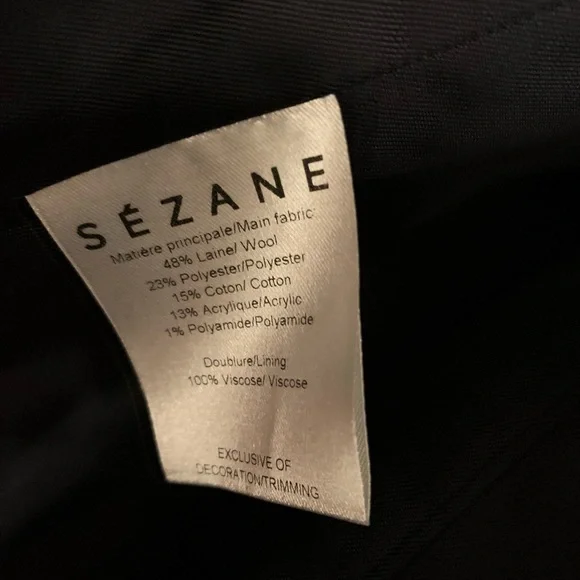 SÉZANE
Matière principale/Main fabric
48% Laine/ Wool
23% Polyester/Polyester
15% Coton/ Cotton
13% Acrylique/Acrylic
1% Polyamide/Polyamide
Doublure/Lining
100% Viscose/ Viscose
EXCLUSIVE OF
DECORATION/TRIMMING